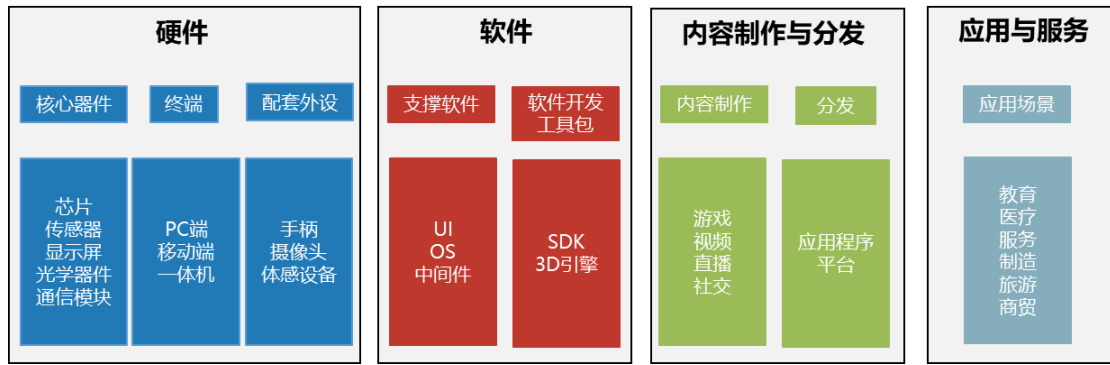 硬件
核心器件
终端
配套外设
芯片
传感器
显示屏
光学器件
通信模块
PC端
移动端
一体机
手柄
摄像头
体感设备
软件
支撑软件
软件开发
工具包
UI
OS
中间件
SDK
3D引擎
内容制作与分发
内容制作
分发
游戏
视频
直播
社交
应用程序
平台
应用与服务
应用场景
教育
医疗
服务
制造
旅游
商贸